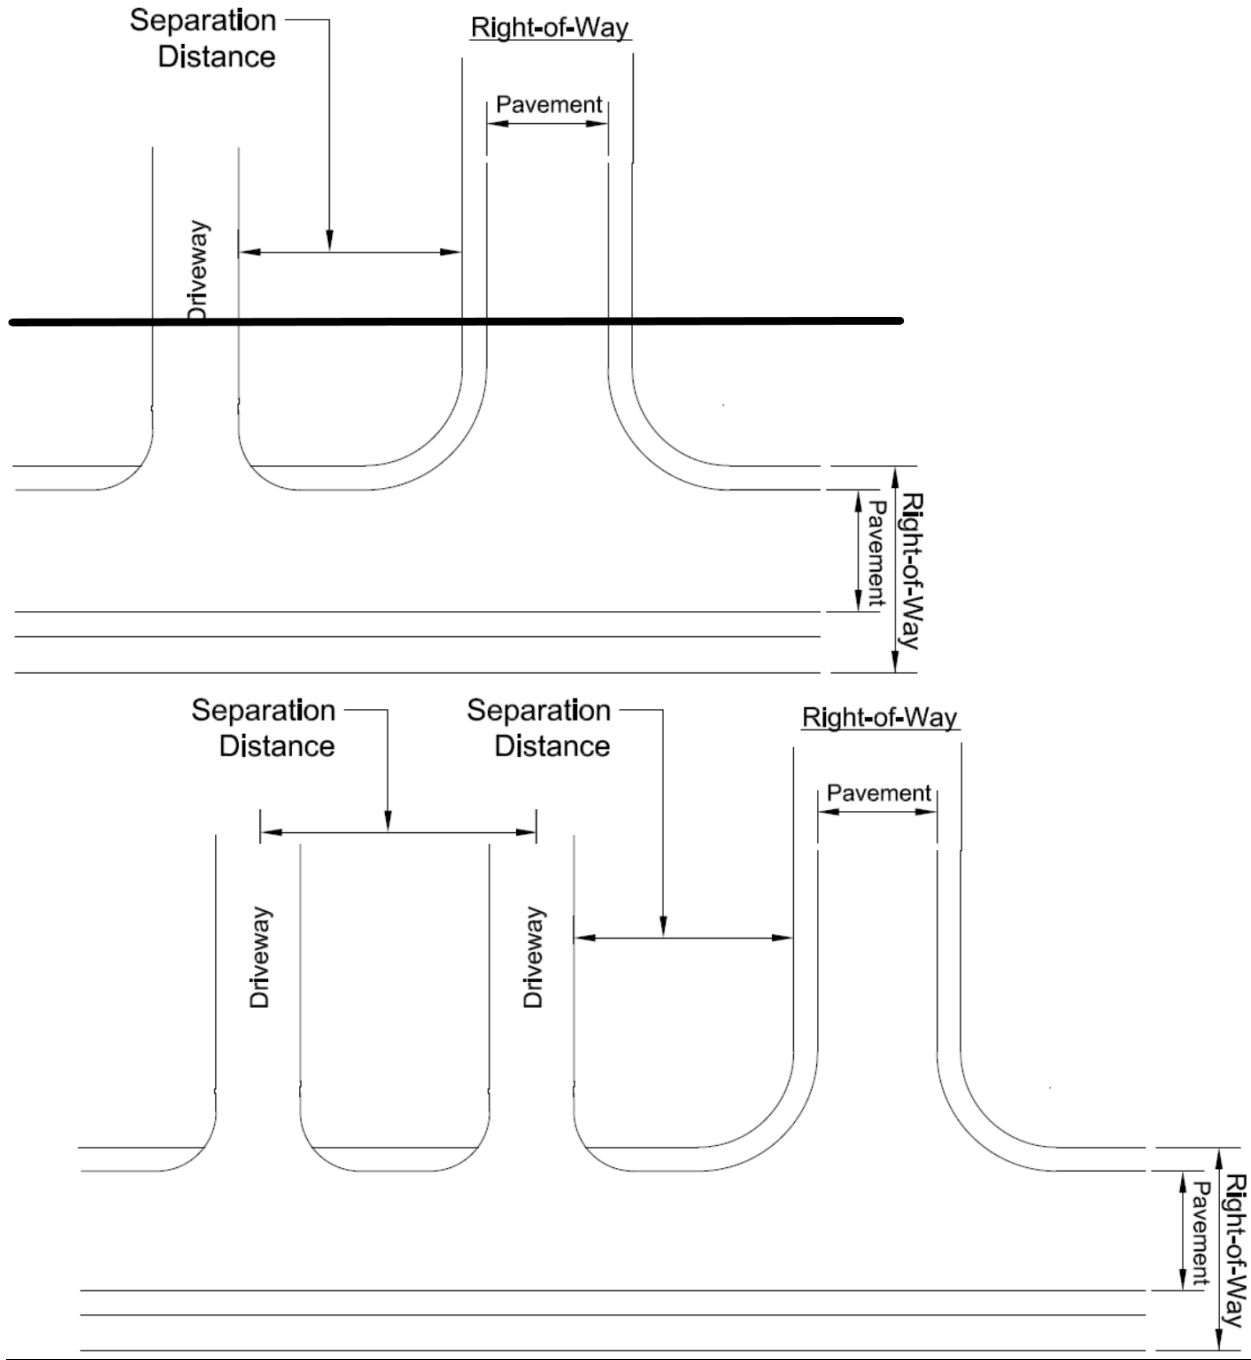 Separation
Distance
Right-of-Way
Pavement
Driveway
Pavement
Right-of-Way
Separation
Distance
Separation
Distance
Right-of-Way
Pavement
Driveway
Driveway
Pavement
Right-of-Way